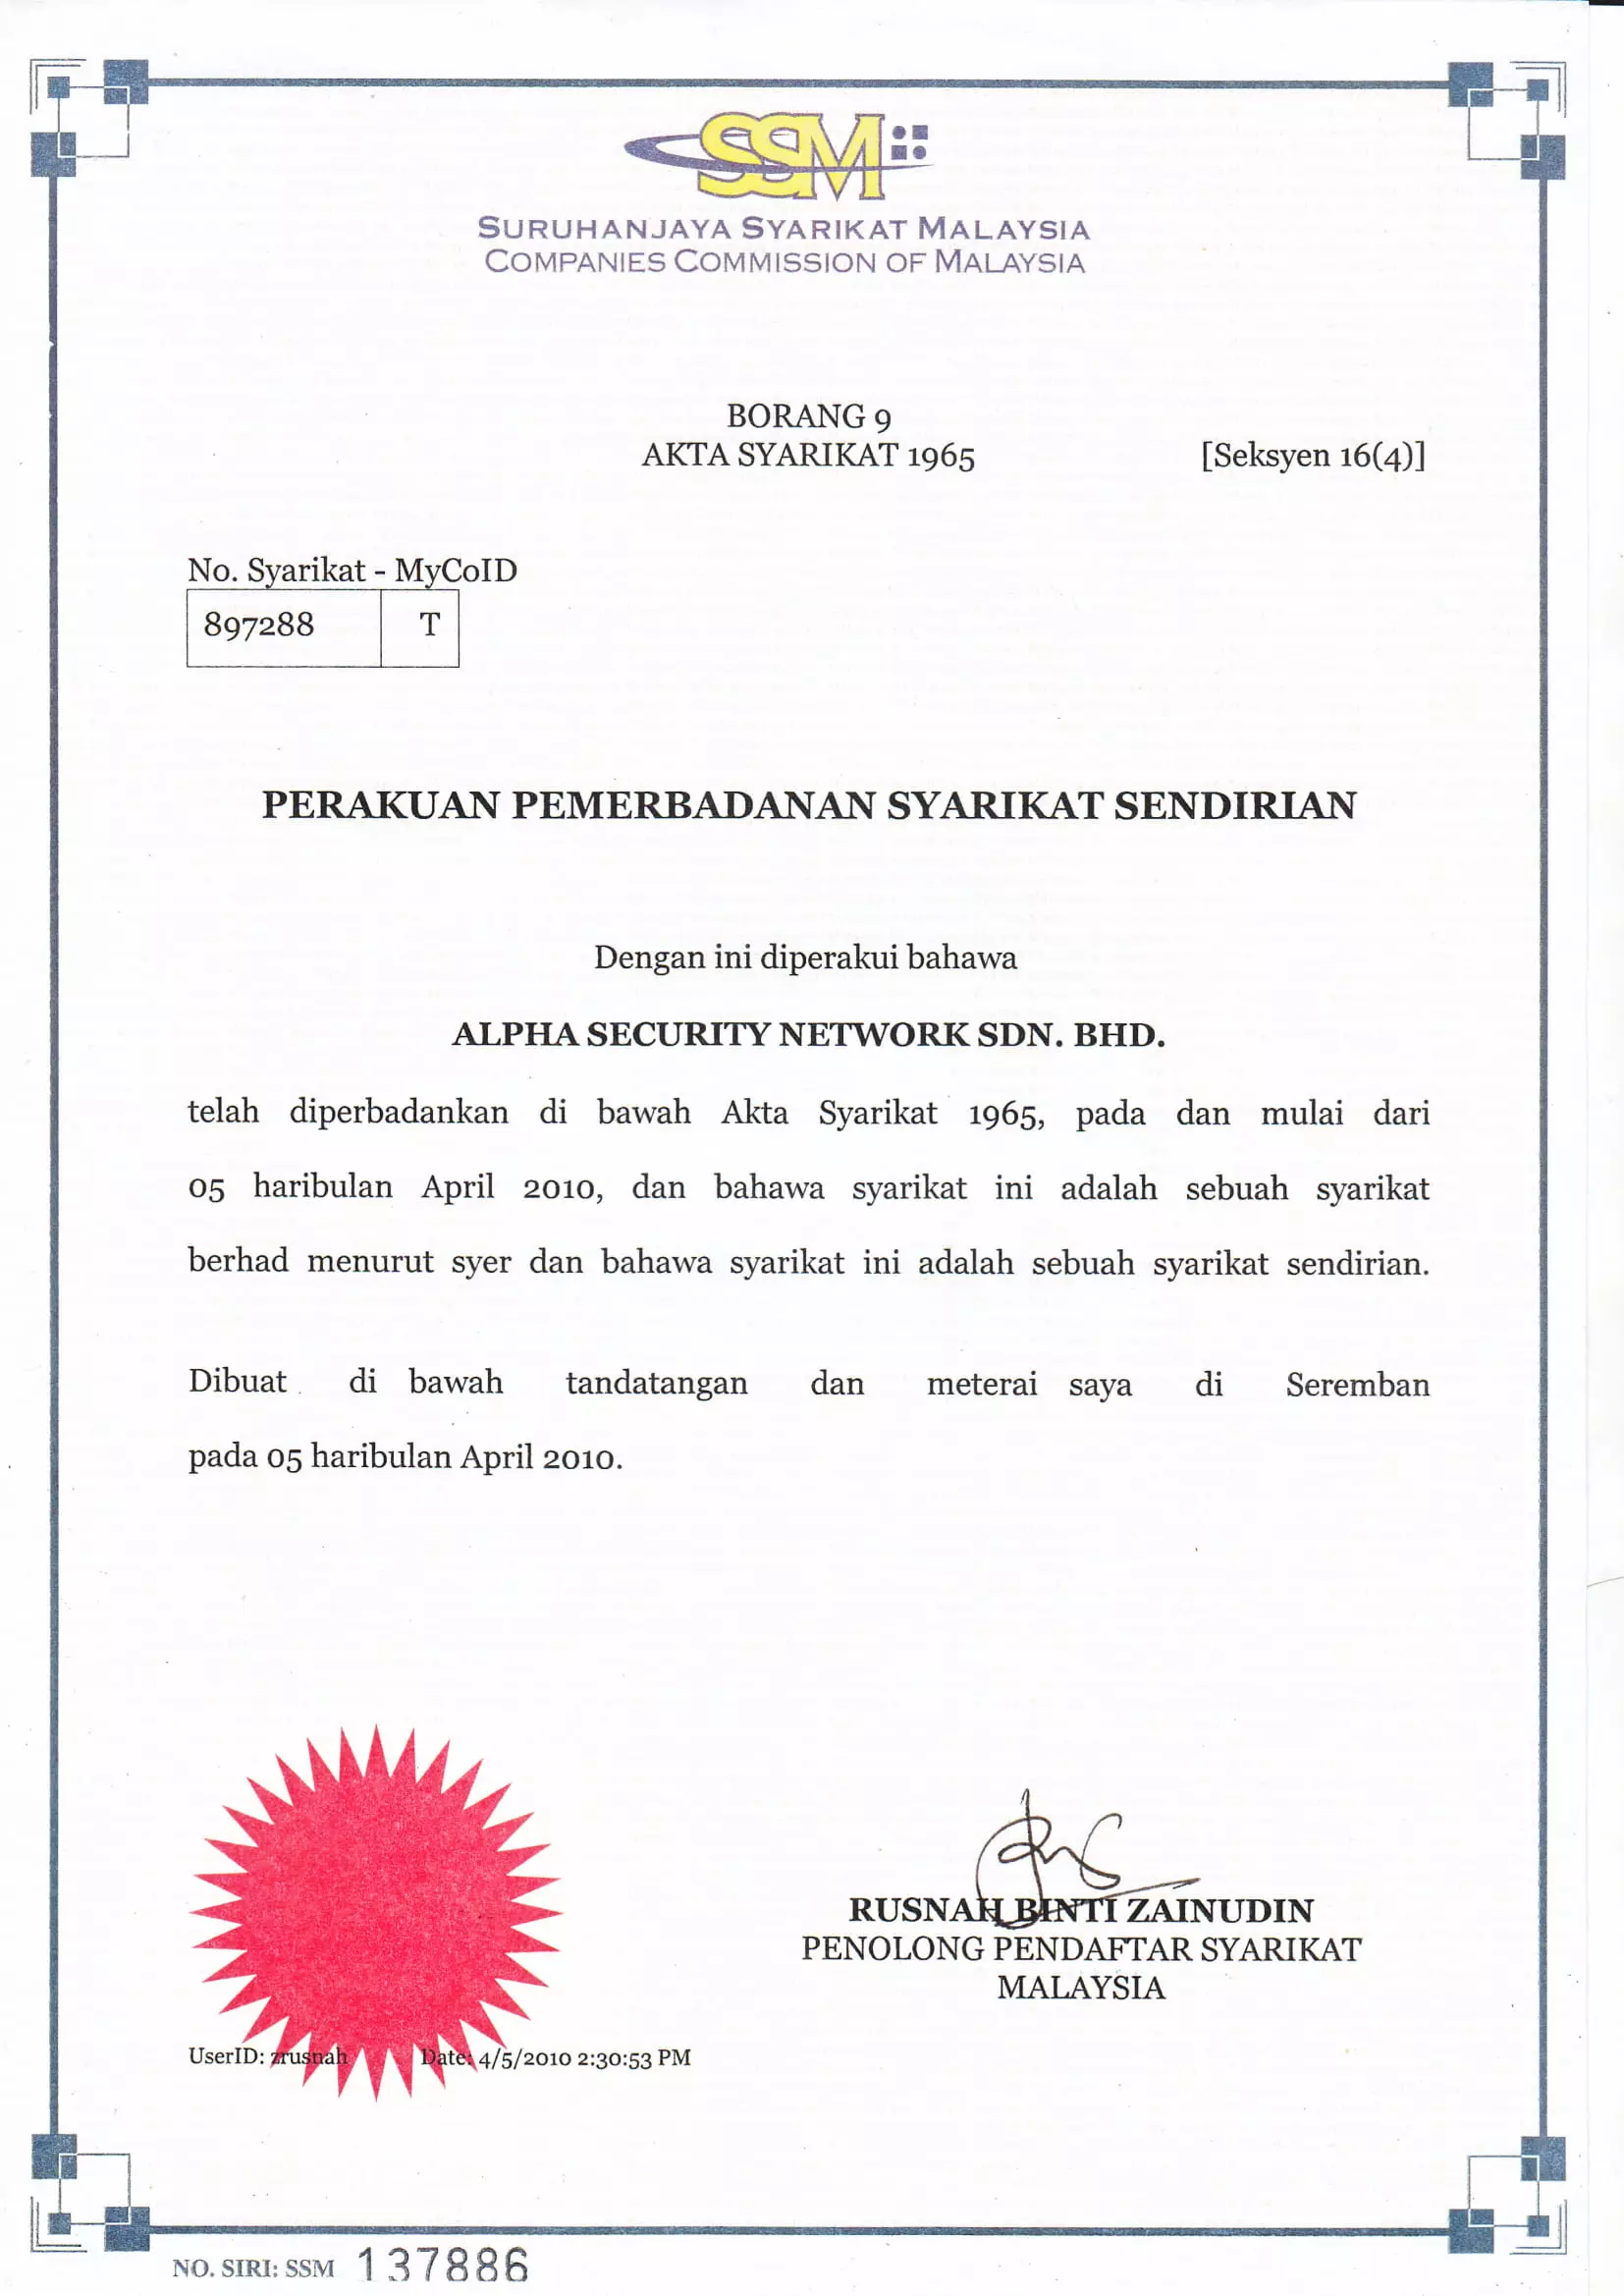 SSM
SURUHANJAYA SYARIKAT MALAYSIA
COMPANIES COMMISSION OF MALAYSIA
BORANG 9
AKTA SYARIKAT 1965 [Seksyen 16(4)]
No. Syarikat - MyCoID
897288 T
PERAKUAN PEMERBADANAN SYARIKAT SENDIRIAN
Dengan ini diperakui bahawa
ALPHA SECURITY NETWORK SDN. BHD.
telah diperbadankan di bawah Akta Syarikat 1965, pada dan mulai dari
05 haribulan April 2010, dan bahawa syarikat ini adalah sebuah syarikat
berhad menurut syer dan bahawa syarikat ini adalah sebuah syarikat sendirian.
Dibuat di bawah tandatangan dan meterai saya di Seremban
pada 05 haribulan April 2010.
RUSNAH BINTI ZAINUDIN
PENOLONG PENDAFTAR SYARIKAT
MALAYSIA
UserID: zrusnah Date: 4/5/2010 2:30:53 PM
NO. SIRI: SSM 137886